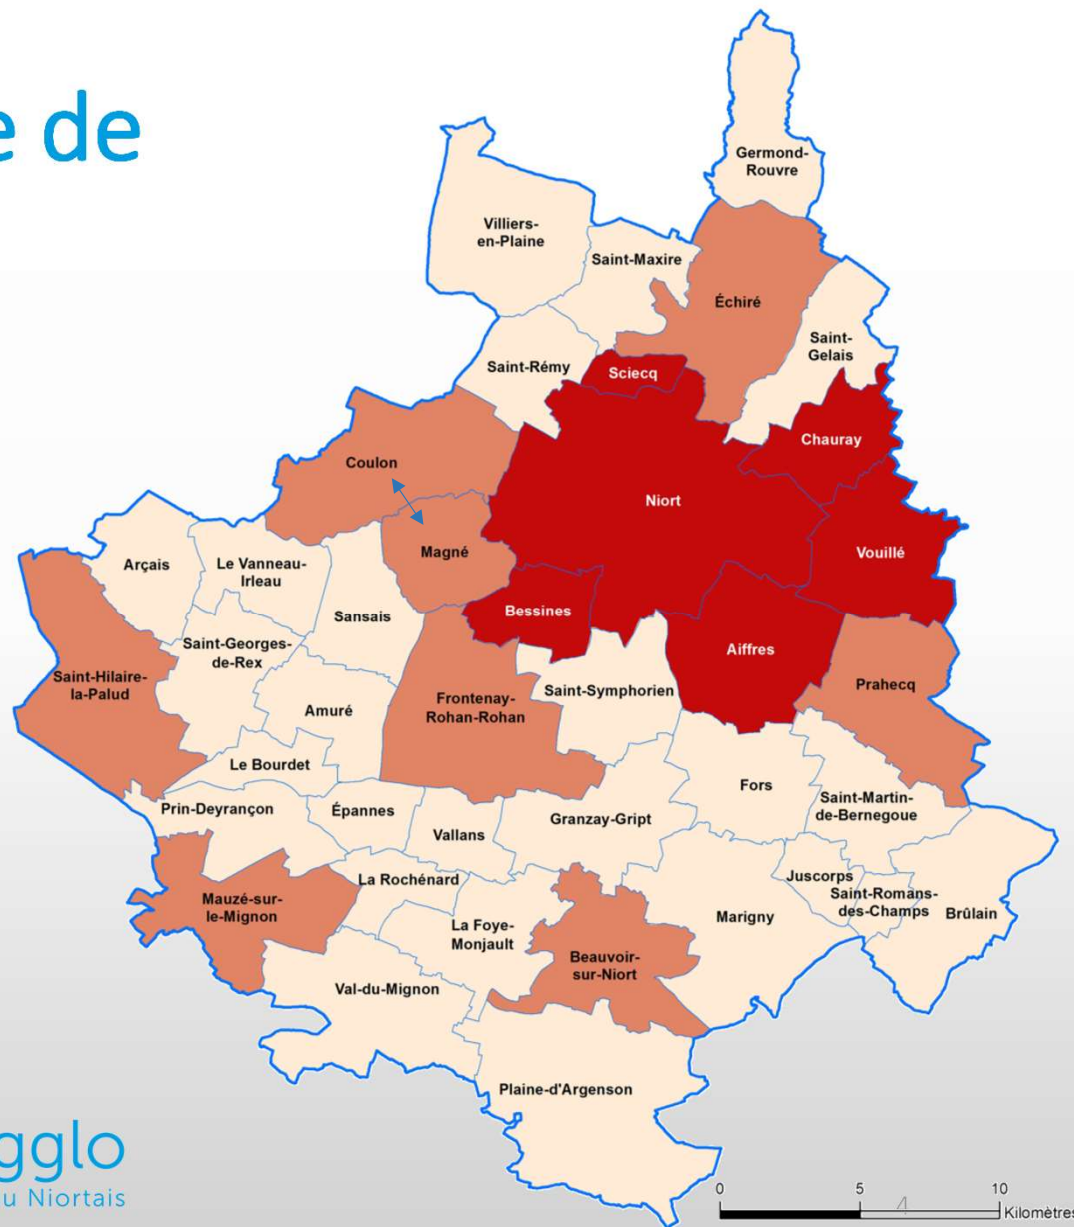 e de
Germond-
Rouvre
Villiers-
en-Plaine
Saint-Maxire
Échiré
Saint-
Gelais
Saint-Rémy
Sciecq
Chauray
Coulon
Niort
Magné
Vouillé
Arçais
Le Vanneau-
Irleau
Sansais
Bessines
Saint-Georges-
de-Rex
Aiffres
Saint-Hilaire-
la-Palud
Amuré
Frontenay-
Rohan-Rohan
Saint-Symphorien
Prahecq
Le Bourdet
Fors
Prin-Deyrançon
Épannes
Vallans
Granzay-Gript
Saint-Martin-
de-Bernegoue
La Rochénard
Juscorps
Mauzé-sur-
le-Mignon
Saint-Romans-
des-Champs
Marigny
Brûlain
La Foye-
Monjault
Beauvoir-
sur-Niort
Val-du-Mignon
Plaine-d'Argenson
gglo
u Niortais
0 5 10
4
Kilomètres